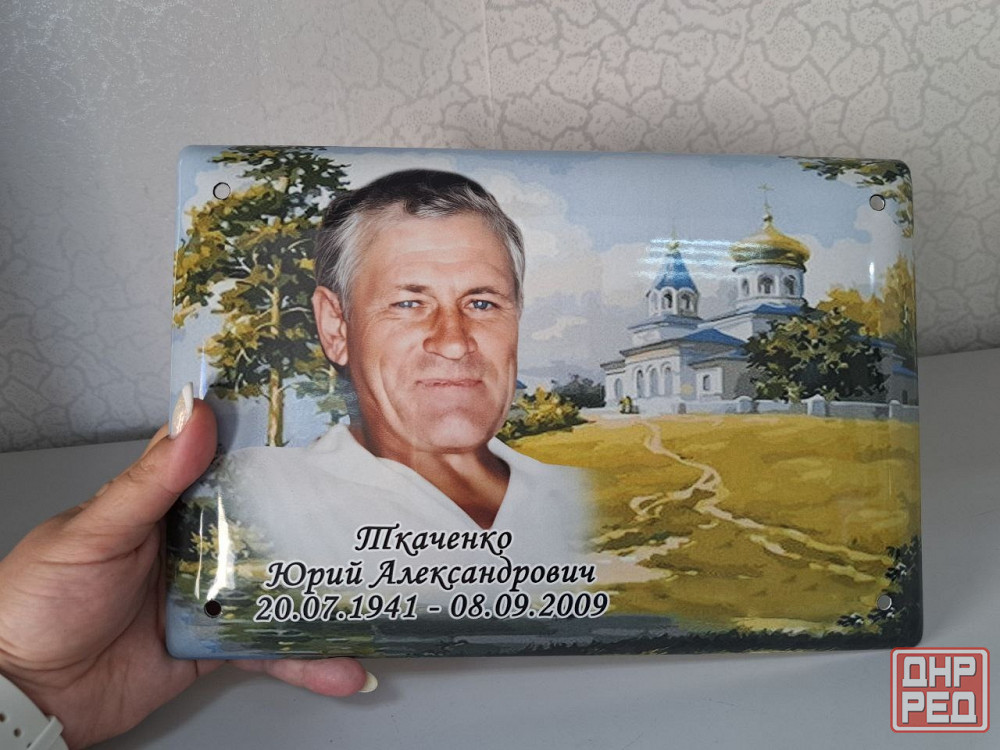 Ткаченко
Юрий Александрович
20.07.1941 - 08.09.2009
ДНР
РЕД